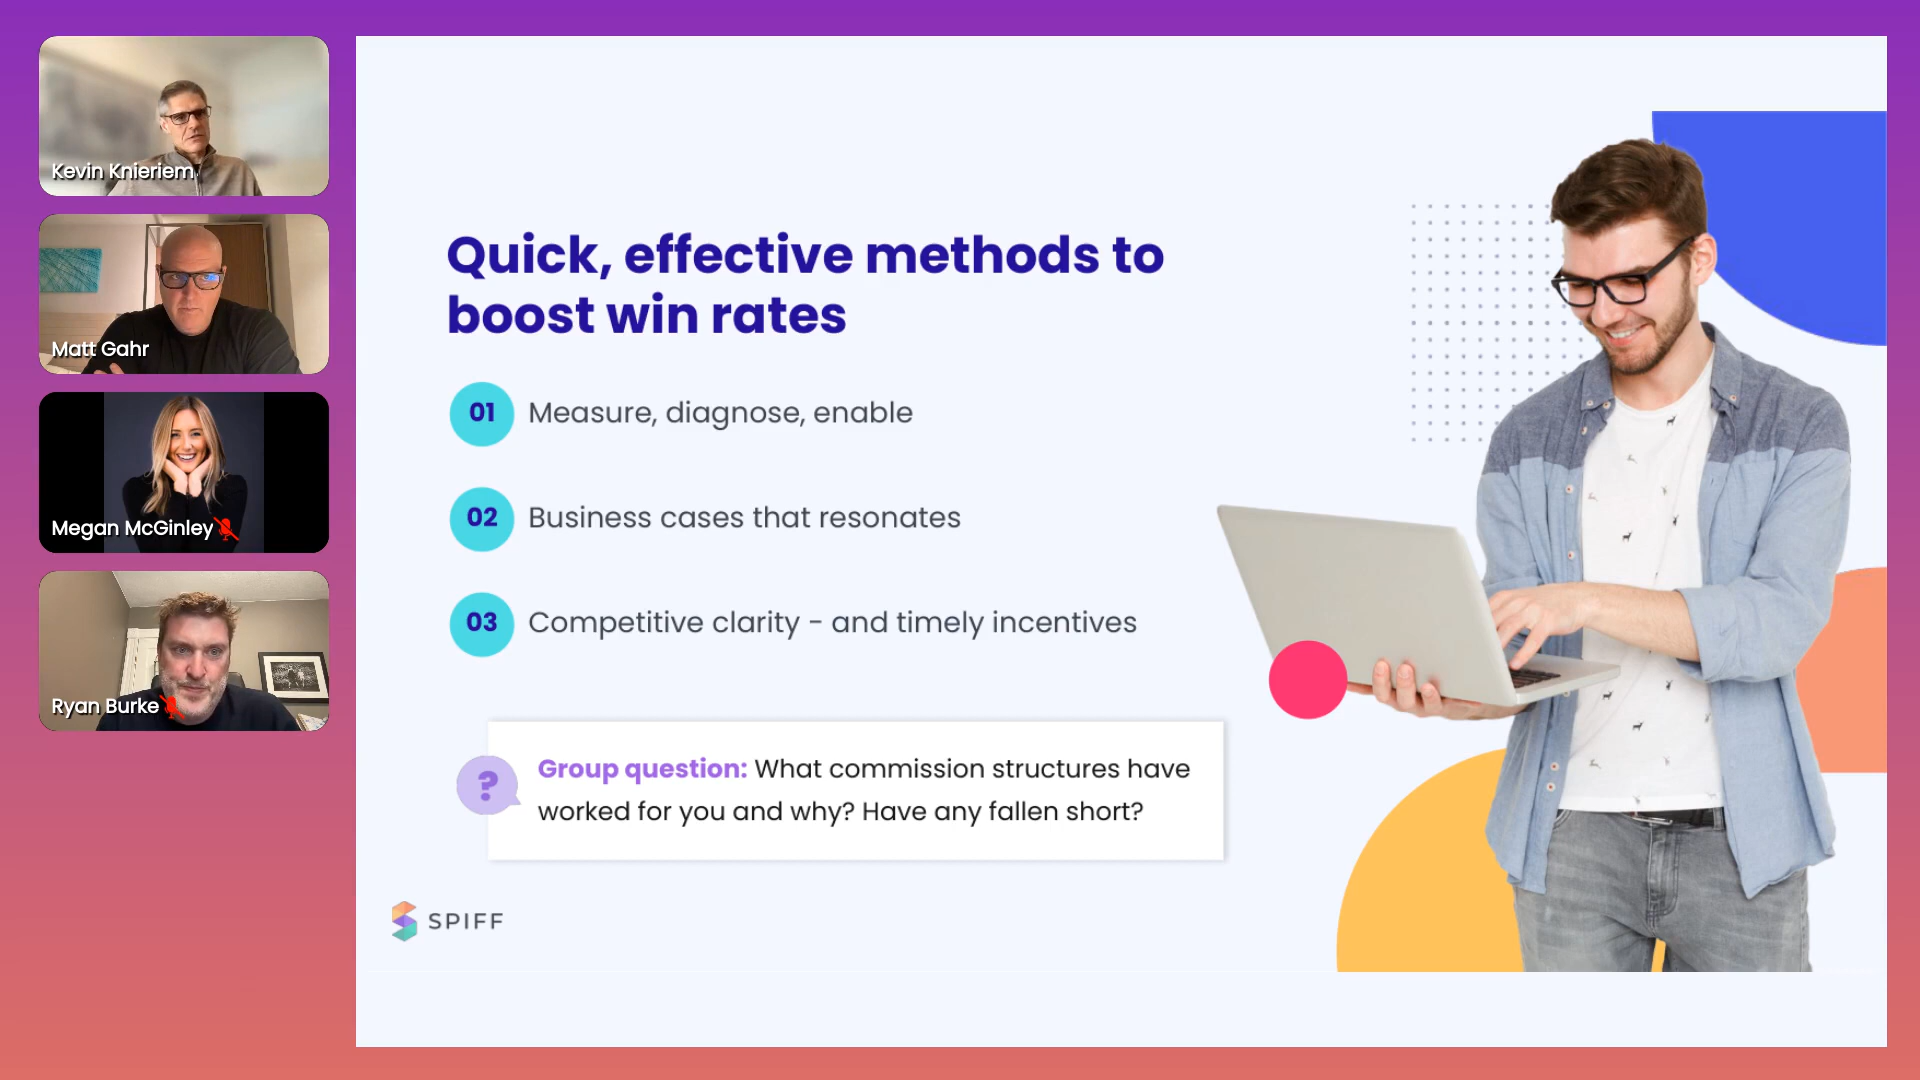 Kevin Knieriem
Matt Gahr
Megan McGinley
Ryan Burke
Quick, effective methods to
boost win rates
01 Measure, diagnose, enable
02 Business cases that resonates
03 Competitive clarity - and timely incentives
?
Group question: What commission structures have
worked for you and why? Have any fallen short?
SPIFF